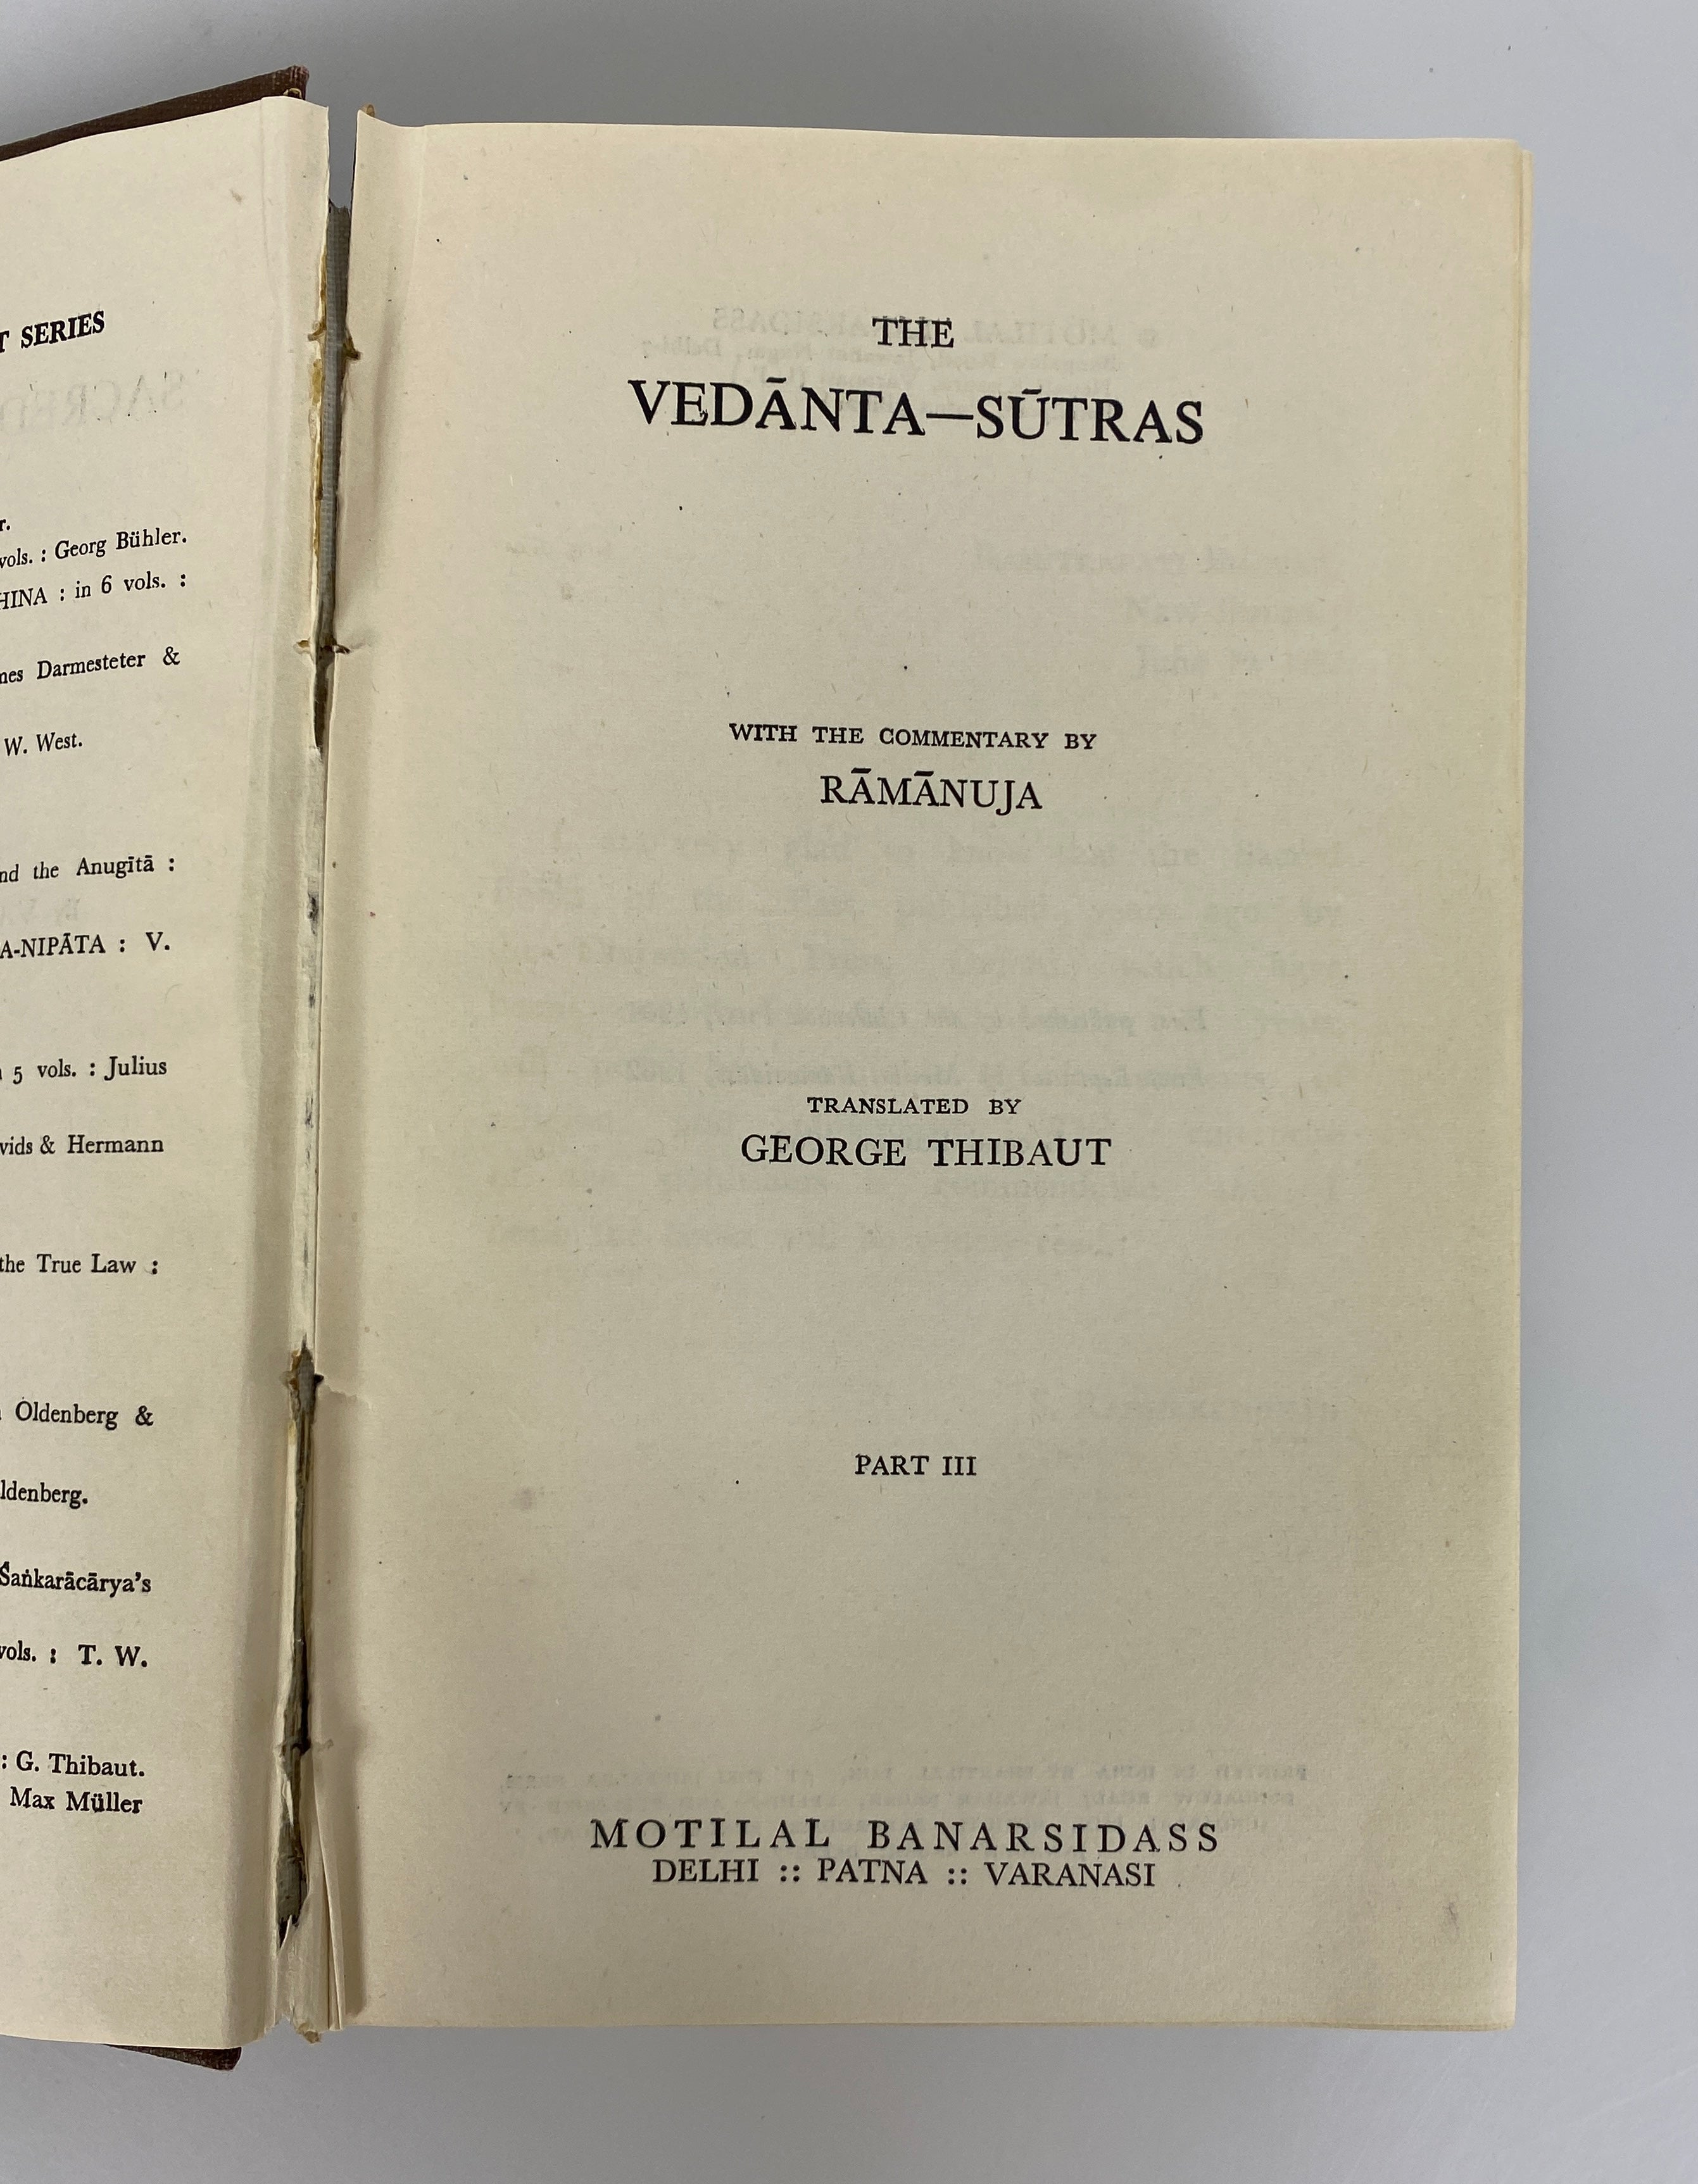 T SERIES
r.
vols. : Georg Bühler.
HINA : in 6 vols. :
mes Darmesteter &
W. West.
nd the Anugītā :
A-NIPĀTA : V.
5 vols. : Julius
vids & Hermann
the True Law :
Oldenberg &
ldenberg.
Śaṅkarācārya's
vols. : T. W.
: G. Thibaut.
Max Müller
THE
VEDĀNTA—SŪTRAS
WITH THE COMMENTARY BY
RĀMĀNUJA
TRANSLATED BY
GEORGE THIBAUT
PART III
MOTILAL BANARSIDASS
DELHI :: PATNA :: VARANASI